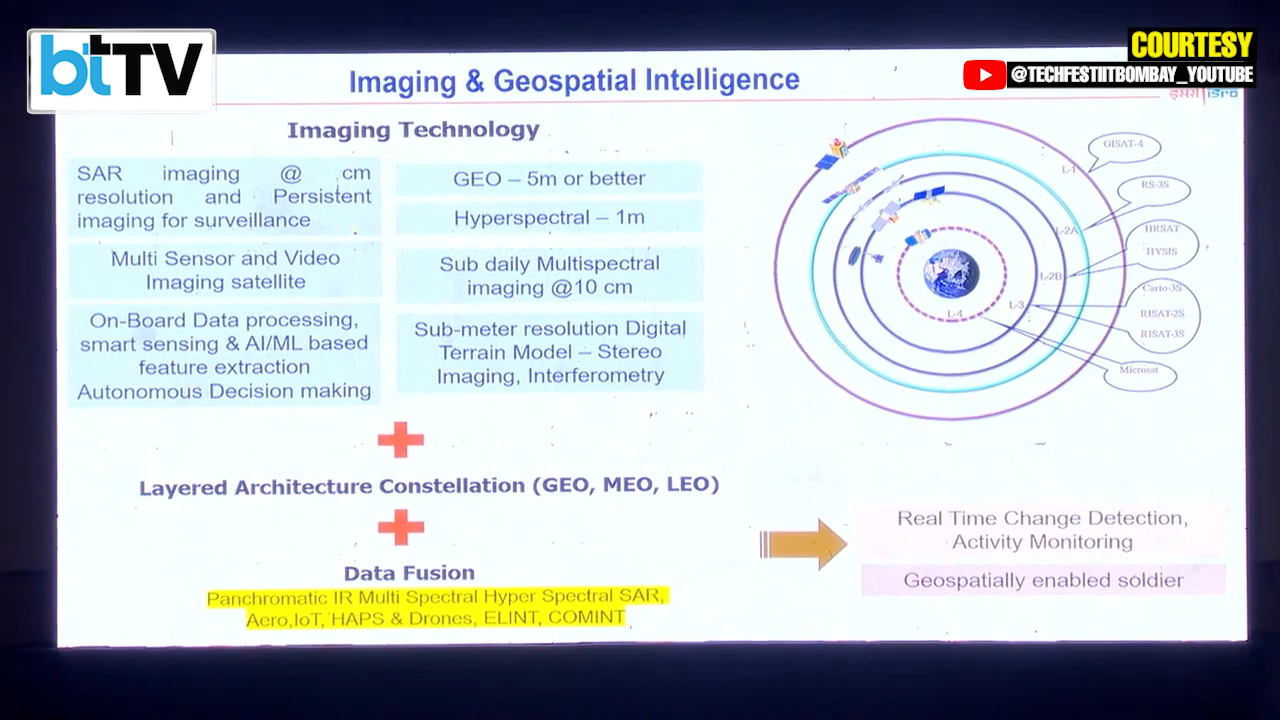 btTV
COURTESY
@TECHFESTIITBOMBAY_YOUTUBE
इसरो isro
Imaging & Geospatial Intelligence
Imaging Technology
SAR imaging @ cm
resolution and Persistent
imaging for surveillance
GEO – 5m or better
Hyperspectral – 1m
Multi Sensor and Video
Imaging satellite
Sub daily Multispectral
imaging @10 cm
On-Board Data processing,
smart sensing & AI/ML based
feature extraction
Autonomous Decision making
Sub-meter resolution Digital
Terrain Model – Stereo
Imaging, Interferometry
Layered Architecture Constellation (GEO, MEO, LEO)
Data Fusion
Panchromatic IR Multi Spectral Hyper Spectral SAR,
Aero,IoT, HAPS & Drones, ELINT, COMINT
GISAT-4
L-1
RS-3S
L-2A
HRSAT
HYSIS
L-2B
Carto-3S
L-3
RISAT-2S
L-4
RISAT-3S
Microsat
Real Time Change Detection,
Activity Monitoring
Geospatially enabled soldier